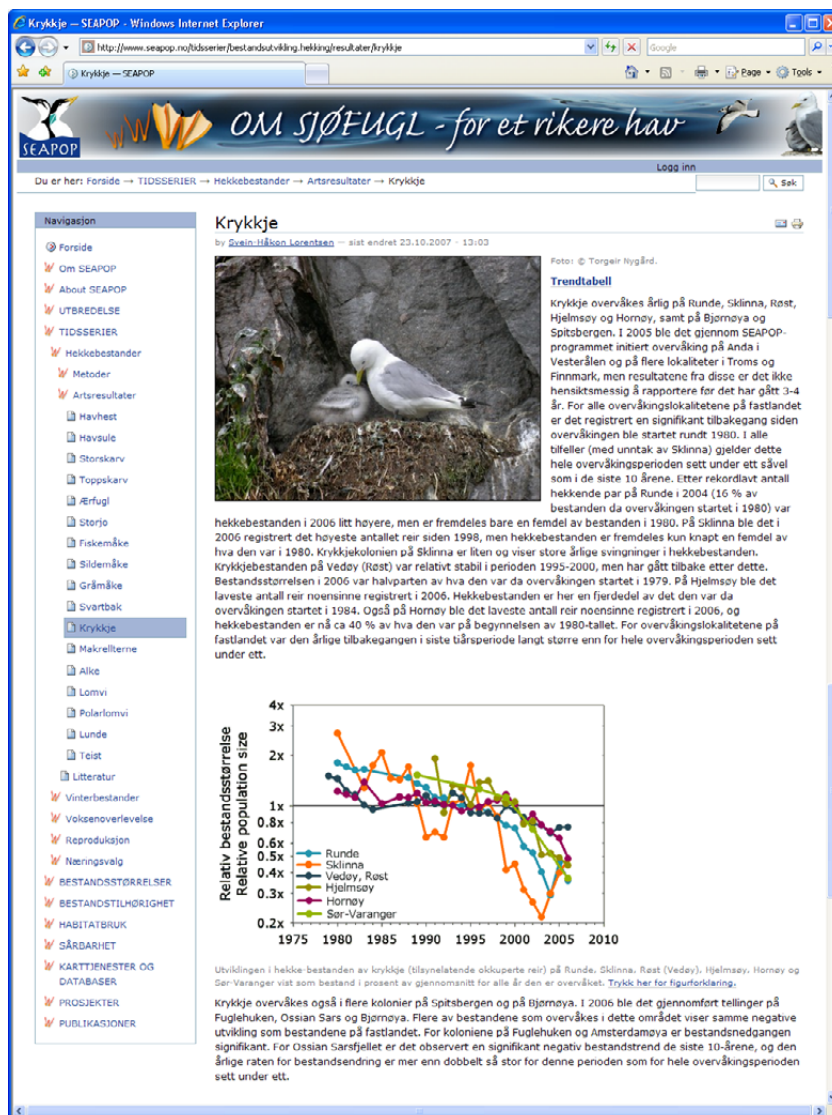 Krykkje — SEAPOP - Windows Internet Explorer
http://www.seapop.no/tidsserier/bestandsutvikling.hekking/resultater/krykkje
Google
Krykkje — SEAPOP
Page
Tools
SEAPOP
OM SJØFUGL - for et rikere hav
Logg inn
Du er her: Forside → TIDSSERIER → Hekkebestander → Artsresultater → Krykkje
Søk
Navigasjon
Forside
Om SEAPOP
About SEAPOP
UTBREDELSE
TIDSSERIER
Hekkebestander
Metoder
Artsresultater
Havhest
Havsule
Storskarv
Toppskarv
Ærfugl
Storjo
Fiskemåke
Sildemåke
Gråmåke
Svartbak
Krykkje
Makrellterne
Alke
Lomvi
Polarlomvi
Lunde
Teist
Litteratur
Vinterbestander
Voksenoverlevelse
Reproduksjon
Næringsvalg
BESTANDSSTØRRELSER
BESTANDSTILHØRIGHET
HABITATBRUK
SÅRBARHET
KARTTJENESTER OG
DATABASER
PROSJEKTER
PUBLIKASJONER
Krykkje
by Svein-Håkon Lorentsen — sist endret 23.10.2007 - 13:03
Foto: © Torgeir Nygård.
Trendtabell
Krykkje overvåkes årlig på Runde, Sklinna, Røst,
Hjelmsøy og Hornøy, samt på Bjørnøya og
Spitsbergen. I 2005 ble det gjennom SEAPOP-
programmet initiert overvåking på Anda i
Vesterålen og på flere lokaliteter i Troms og
Finnmark, men resultatene fra disse er det ikke
hensiktsmessig å rapportere før det har gått 3-4
år. For alle overvåkingslokalitetene på fastlandet
er det registrert en signifikant tilbakegang siden
overvåkingen ble startet rundt 1980. I alle
tilfeller (med unntak av Sklinna) gjelder dette
hele overvåkingsperioden sett under ett såvel
som i de siste 10 årene. Etter rekordlavt antall
hekkende par på Runde i 2004 (16 % av
bestanden da overvåkingen startet i 1980) var
hekkebestanden i 2006 litt høyere, men er fremdeles bare en femdel av bestanden i 1980. På Sklinna ble det i
2006 registrert det høyeste antallet reir siden 1998, men hekkebestanden er fremdeles kun knapt en femdel av
hva den var i 1980. Krykkjekolonien på Sklinna er liten og viser store årlige svingninger i hekkebestanden.
Krykkjebestanden på Vedøy (Røst) var relativt stabil i perioden 1995-2000, men har gått tilbake etter dette.
Bestandsstørrelsen i 2006 var halvparten av hva den var da overvåkingen startet i 1979. På Hjelmsøy ble det
laveste antall reir noensinne registrert i 2006. Hekkebestanden er her en fjerdedel av det den var da
overvåkingen startet i 1984. Også på Hornøy ble det laveste antall reir noensinne registrert i 2006, og
hekkebestanden er nå ca 40 % av hva den var på begynnelsen av 1980-tallet. For overvåkingslokalitetene på
fastlandet var den årlige tilbakegangen i siste tiårsperiode langt større enn for hele overvåkingsperioden sett
under ett.
Relativ bestandsstørrelse
Relative population size
4x
3x
2x
1x
0.8x
0.6x
0.5x
0.4x
0.3x
0.2x
Runde
Sklinna
Vedøy, Røst
Hjelmsøy
Hornøy
Sør-Varanger
1975 1980 1985 1990 1995 2000 2005 2010
Utviklingen i hekke-bestanden av krykkje (tilsynelatende okkuperte reir) på Runde, Sklinna, Røst (Vedøy), Hjelmsøy, Hornøy og
Sør-Varanger vist som bestand i prosent av gjennomsnitt for alle år den er overvåket. Trykk her for figurforklaring.
Krykkje overvåkes også i flere kolonier på Spitsbergen og på Bjørnøya. I 2006 ble det gjennomført tellinger på
Fuglehuken, Ossian Sars og Bjørnøya. Flere av bestandene som overvåkes i dette området viser samme negative
utvikling som bestandene på fastlandet. For koloniene på Fuglehuken og Amsterdamøya er bestandsnedgangen
signifikant. For Ossian Sarsfjellet er det observert en signifikant negativ bestandstrend de siste 10-årene, og den
årlige raten for bestandsendring er mer enn dobbelt så stor for denne perioden som for hele overvåkingsperioden
sett under ett.